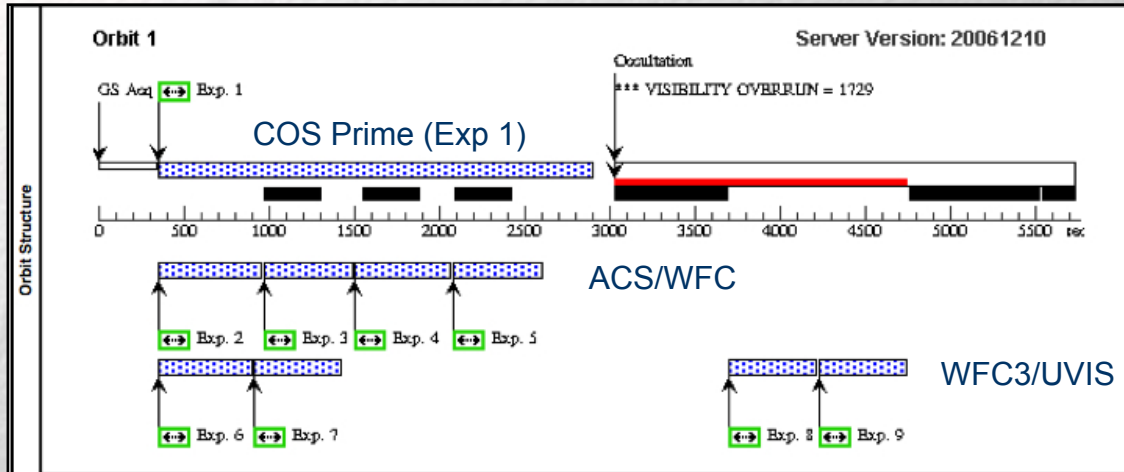 Orbit 1
Server Version: 20061210
Occultation
GS Acq Exp. 1
*** VISIBILITY OVERRUN = 1729
COS Prime (Exp 1)
Orbit Structure
0 500 1000 1500 2000 2500 3000 3500 4000 4500 5000 5500 sec
ACS/WFC
Exp. 2 Exp. 3 Exp. 4 Exp. 5
WFC3/UVIS
Exp. 6 Exp. 7 Exp. 8 Exp. 9